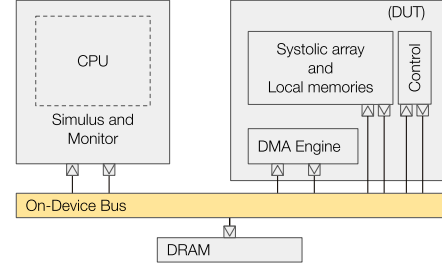 (DUT)
CPU
Simulus and
Monitor
Systolic array
and
Local memories
Control
DMA Engine
On-Device Bus
DRAM